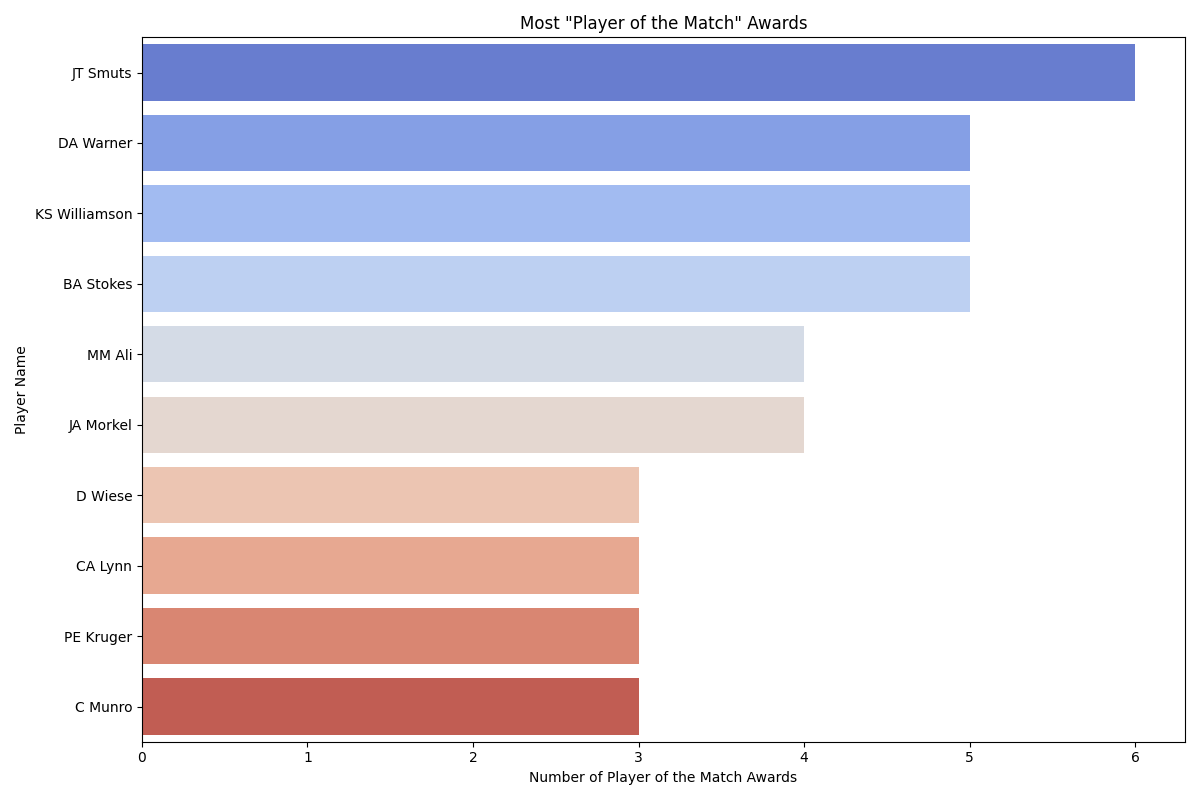 Most "Player of the Match" Awards
Player Name
JT Smuts
DA Warner
KS Williamson
BA Stokes
MM Ali
JA Morkel
D Wiese
CA Lynn
PE Kruger
C Munro
0 1 2 3 4 5 6
Number of Player of the Match Awards